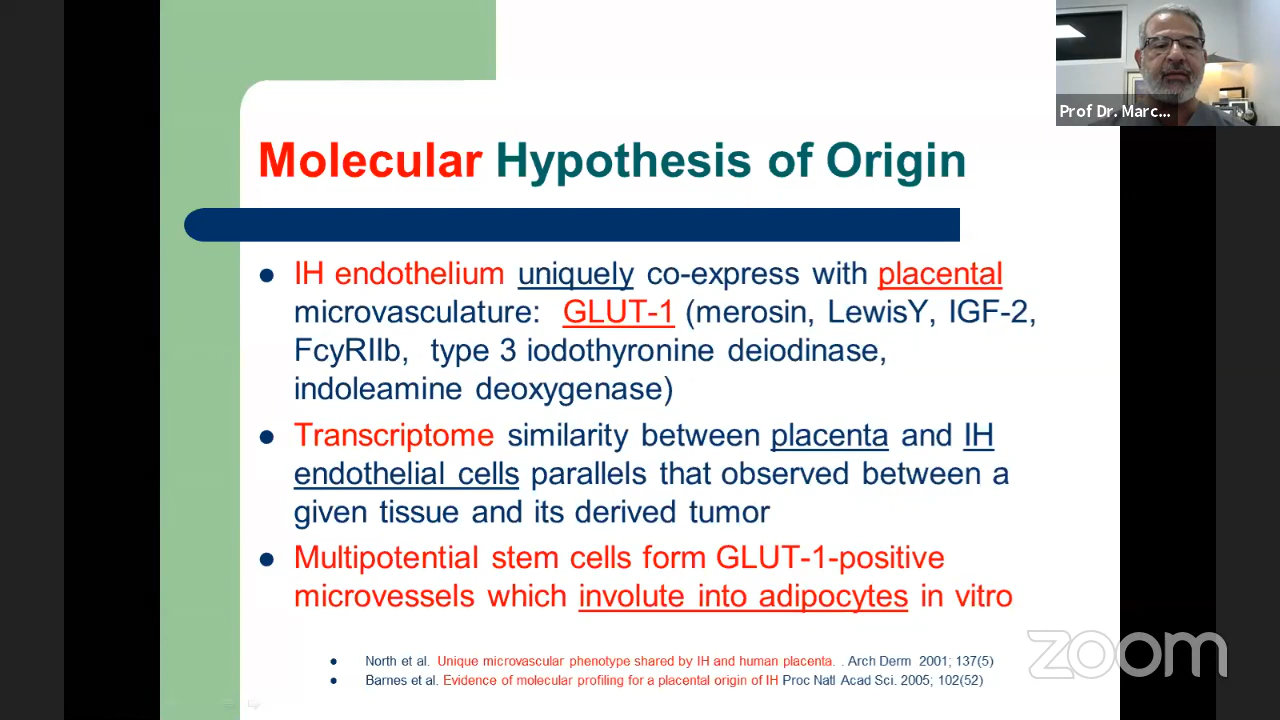 Prof Dr. Marc...
Molecular Hypothesis of Origin
IH endothelium uniquely co-express with placental
microvasculature: GLUT-1 (merosin, LewisY, IGF-2,
FcyRIIb, type 3 iodothyronine deiodinase,
indoleamine deoxygenase)
Transcriptome similarity between placenta and IH
endothelial cells parallels that observed between a
given tissue and its derived tumor
Multipotential stem cells form GLUT-1-positive
microvessels which involute into adipocytes in vitro
North et al. Unique microvascular phenotype shared by IH and human placenta. . Arch Derm 2001; 137(5)
Barnes et al. Evidence of molecular profiling for a placental origin of IH Proc Natl Acad Sci. 2005; 102(52)
zoom